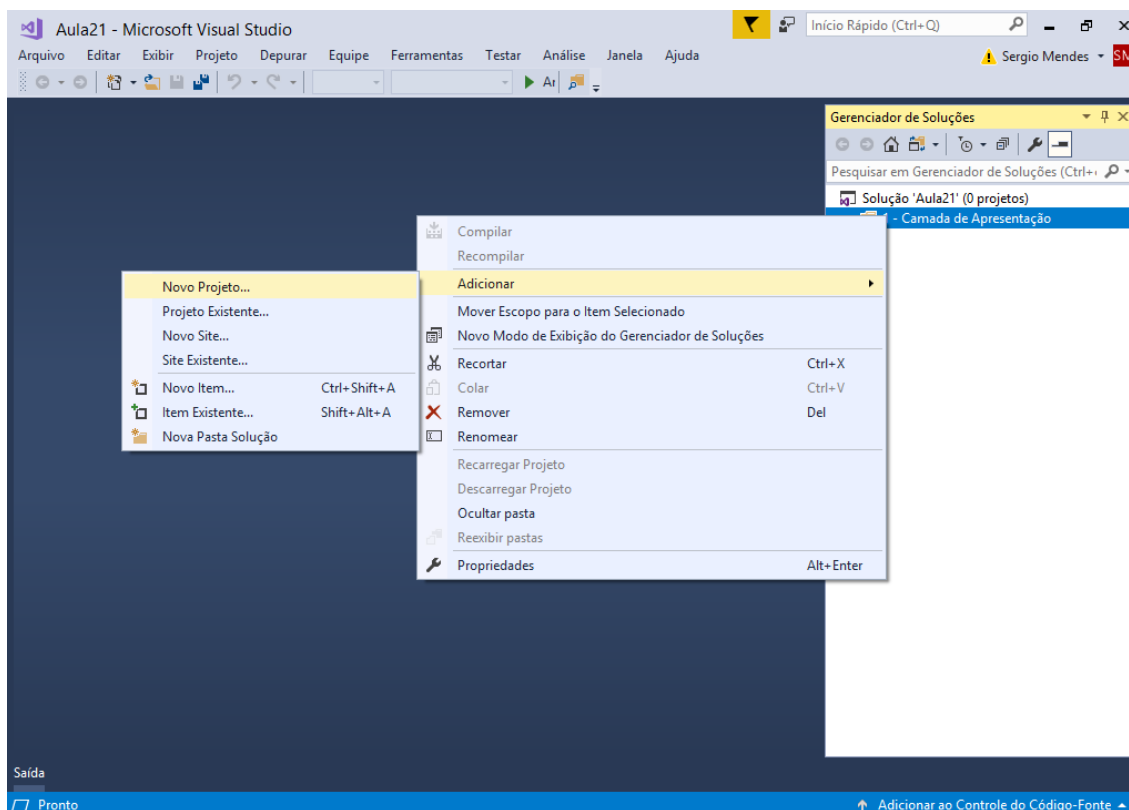 Aula21 - Microsoft Visual Studio
Início Rápido (Ctrl+Q)
Arquivo Editar Exibir Projeto Depurar Equipe Ferramentas Testar Análise Janela Ajuda
Sergio Mendes SM
Gerenciador de Soluções
Pesquisar em Gerenciador de Soluções (Ctrl+
Solução 'Aula21' (0 projetos)
- Camada de Apresentação
Compilar
Recompilar
Adicionar
Mover Escopo para o Item Selecionado
Novo Modo de Exibição do Gerenciador de Soluções
Recortar Ctrl+X
Colar Ctrl+V
Remover Del
Renomear
Recarregar Projeto
Descarregar Projeto
Ocultar pasta
Reexibir pastas
Propriedades Alt+Enter
Novo Projeto...
Projeto Existente...
Novo Site...
Site Existente...
Novo Item... Ctrl+Shift+A
Item Existente... Shift+Alt+A
Nova Pasta Solução
Saída
Pronto
Adicionar ao Controle do Código-Fonte